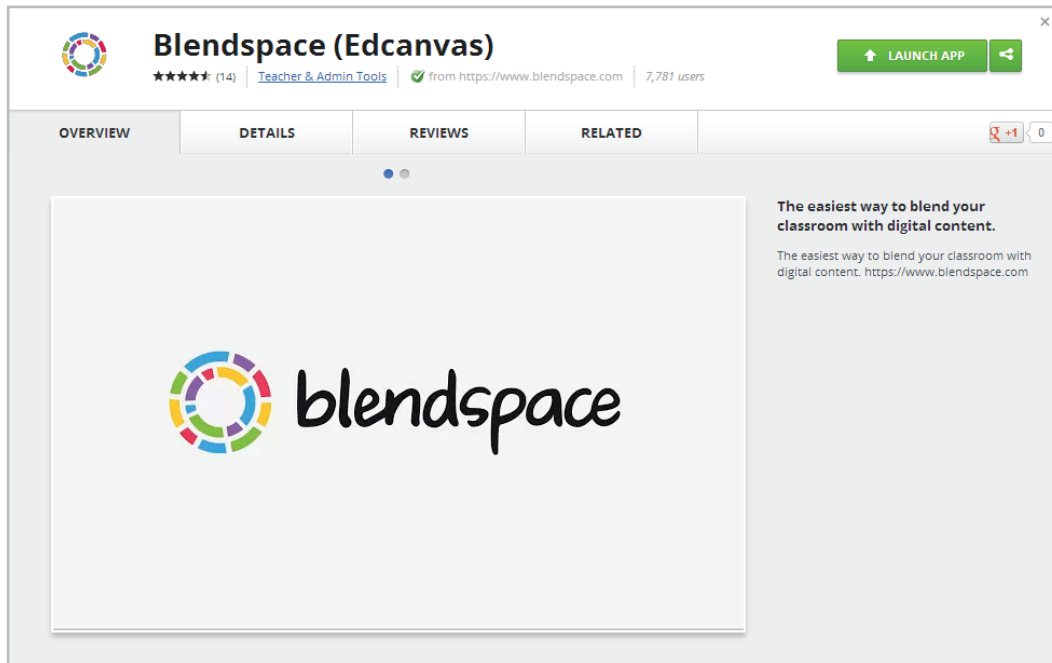 Blendspace (Edcanvas)
(14) Teacher & Admin Tools from https://www.blendspace.com 7,781 users
LAUNCH APP
OVERVIEW DETAILS REVIEWS RELATED
g +1 0
The easiest way to blend your
classroom with digital content.
The easiest way to blend your classroom with
digital content. https://www.blendspace.com
blendspace